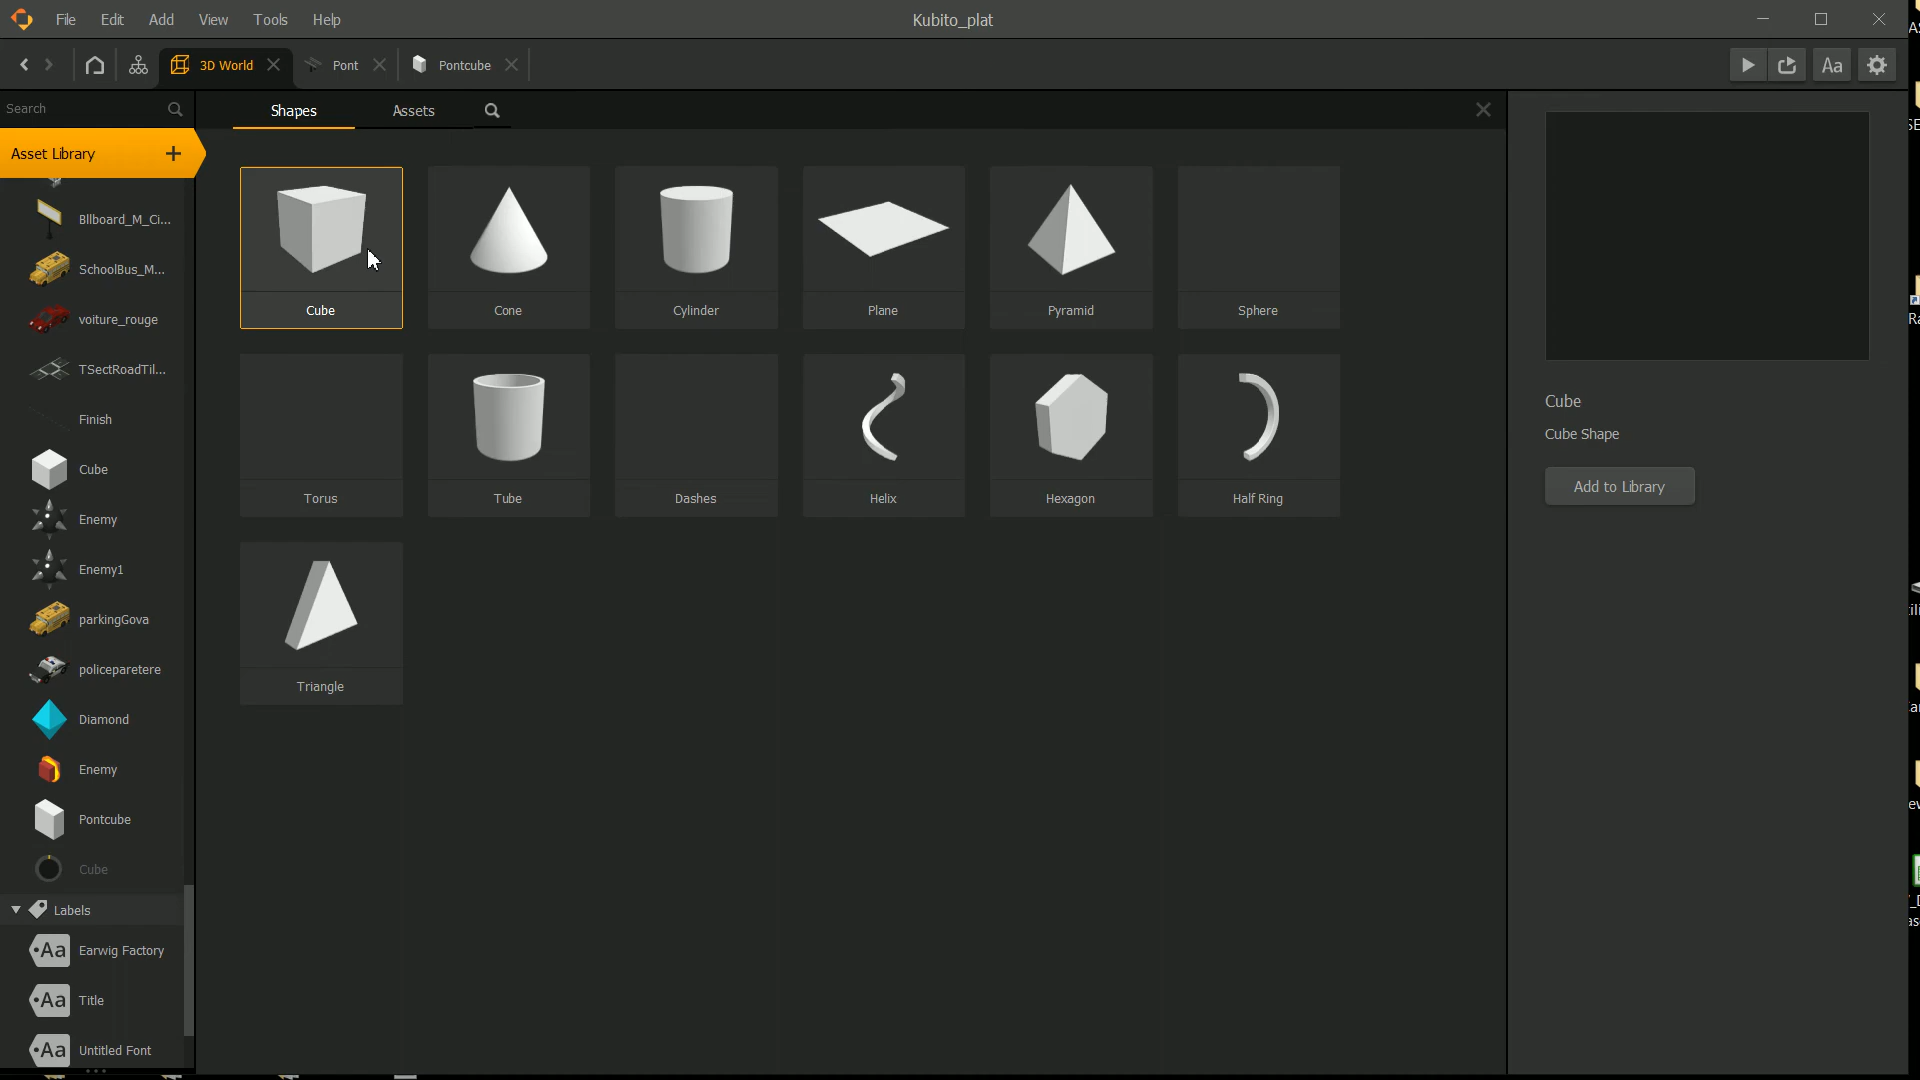 File Edit Add View Tools Help Kubito_plat
3D World Pont Pontcube Aa
Search Shapes Assets
Asset Library +
Bllboard_M_Ci...
SchoolBus_M...
voiture_rouge
TSectRoadTil...
Finish
Cube
Enemy
Enemy1
parkingGova
policeparetere
Diamond
Enemy
Pontcube
Cube
Labels
Aa Earwig Factory
Aa Title
Aa Untitled Font
Cube Cone Cylinder Plane Pyramid Sphere
Torus Tube Dashes Helix Hexagon Half Ring
Triangle
Cube
Cube Shape
Add to Library